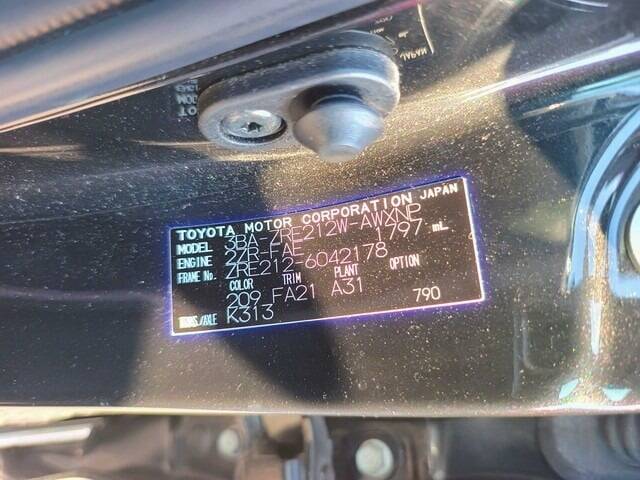 TOYOTA MOTOR CORPORATION JAPAN
MODEL 3BA-ZRE212W-AWXNP
ENGINE 2ZR-FAE 1797 mL
FRAME No. ZRE212-6042178
COLOR TRIM PLANT OPTION
209 FA21 A31
TRANS./AXLE K313 790